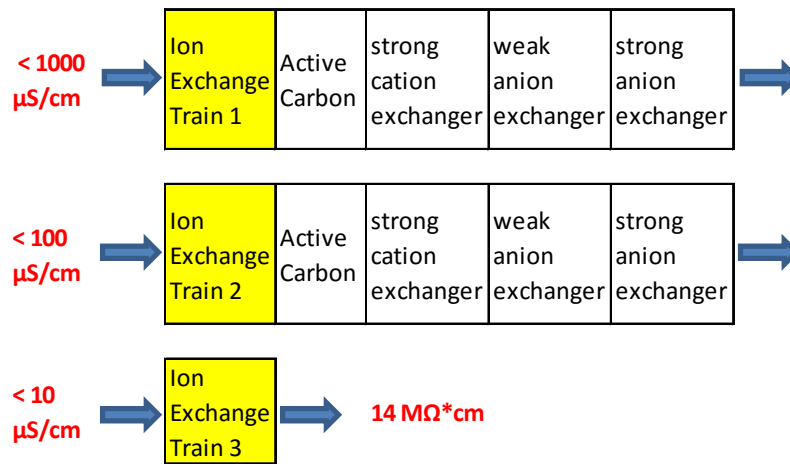 < 1000
µS/cm
Ion
Exchange
Train 1
Active
Carbon
strong
cation
exchanger
weak
anion
exchanger
strong
anion
exchanger
< 100
µS/cm
Ion
Exchange
Train 2
Active
Carbon
strong
cation
exchanger
weak
anion
exchanger
strong
anion
exchanger
< 10
µS/cm
Ion
Exchange
Train 3
14 MΩ*cm